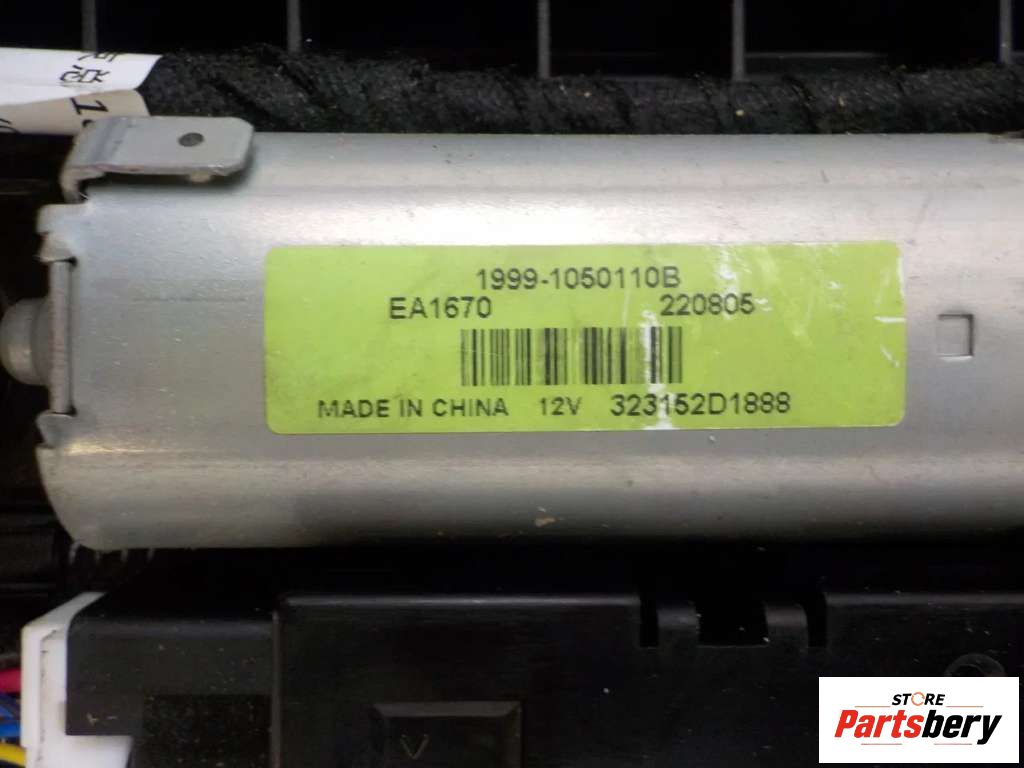 1999-1050110B
EA1670 220805
MADE IN CHINA 12V 323152D1888
STORE
Partsbery